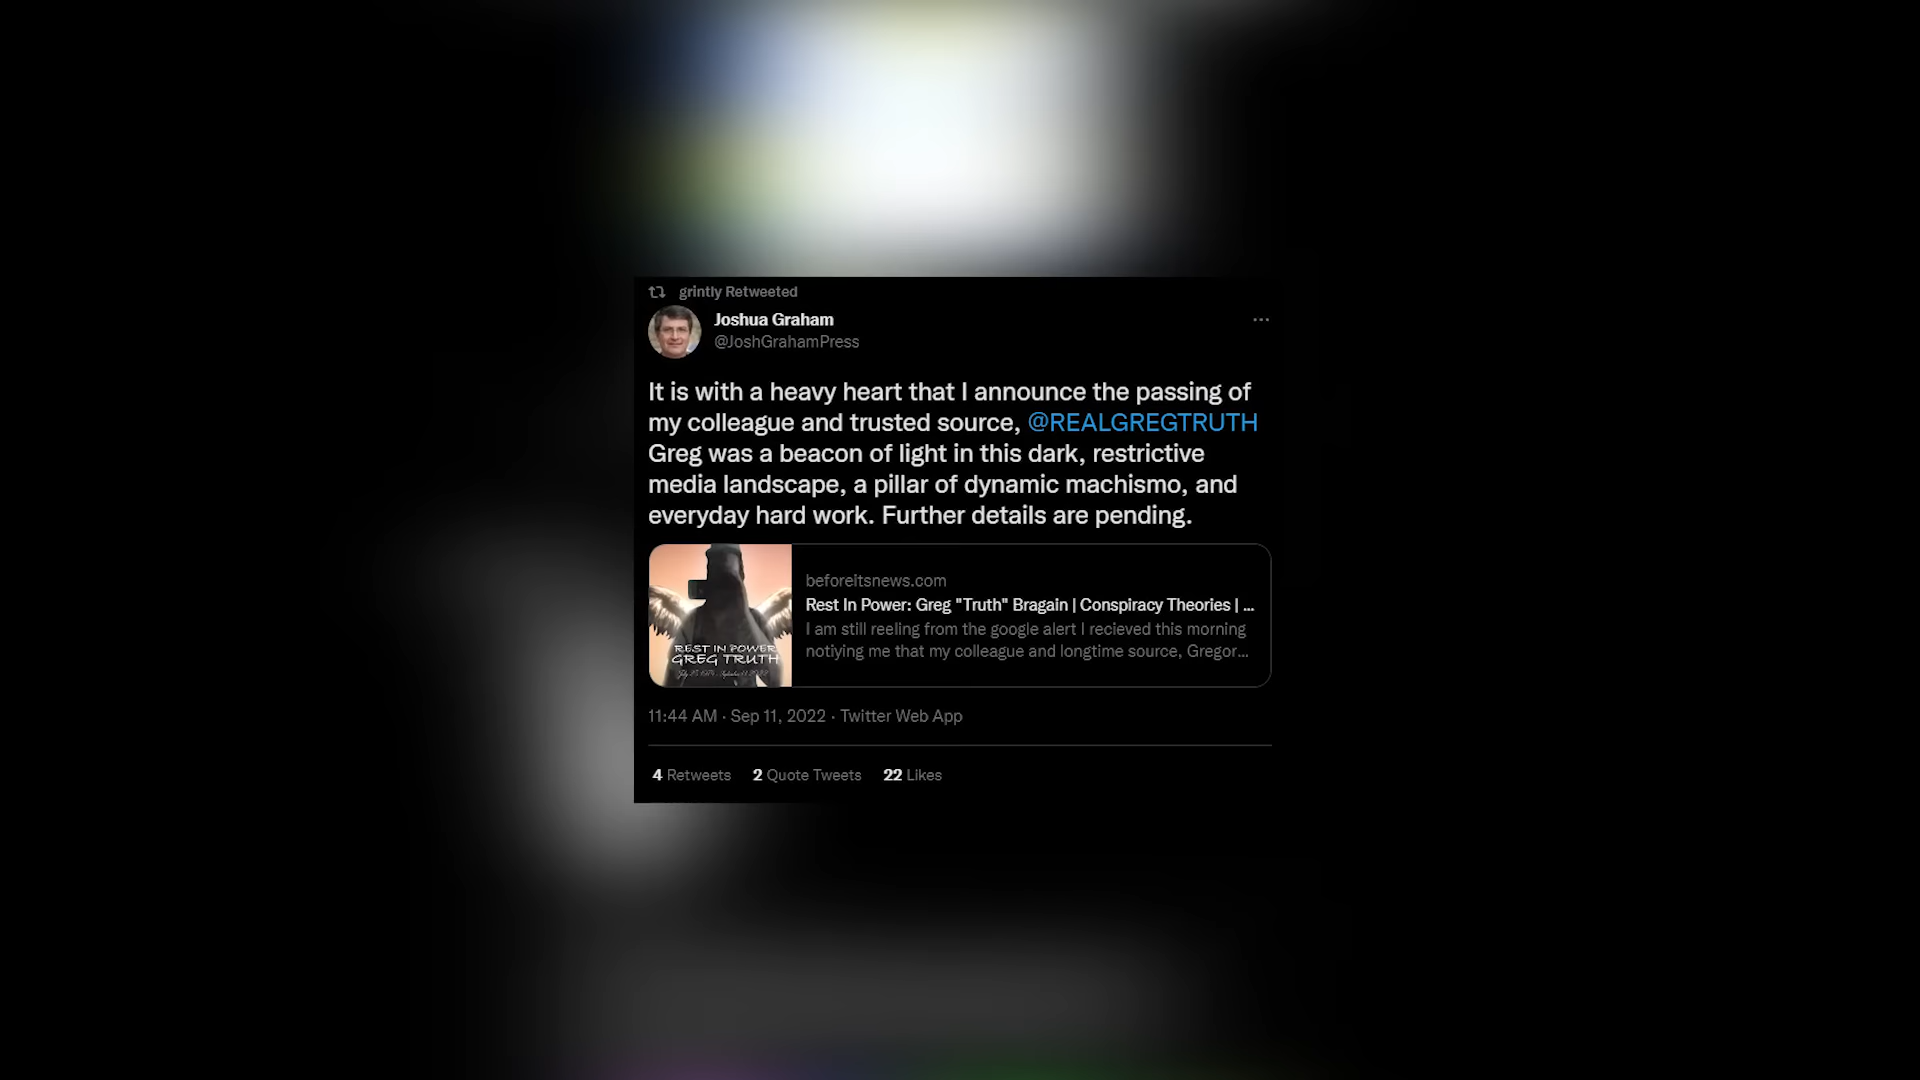 grintly Retweeted
Joshua Graham
@JoshGrahamPress
It is with a heavy heart that I announce the passing of
my colleague and trusted source, @REALGREGTRUTH
Greg was a beacon of light in this dark, restrictive
media landscape, a pillar of dynamic machismo, and
everyday hard work. Further details are pending.
REST IN POWER
GREG TRUTH
beforeitsnews.com
Rest In Power: Greg "Truth" Bragain | Conspiracy Theories | ...
I am still reeling from the google alert I recieved this morning
notiying me that my colleague and longtime source, Gregor...
11:44 AM · Sep 11, 2022 · Twitter Web App
4 Retweets 2 Quote Tweets 22 Likes